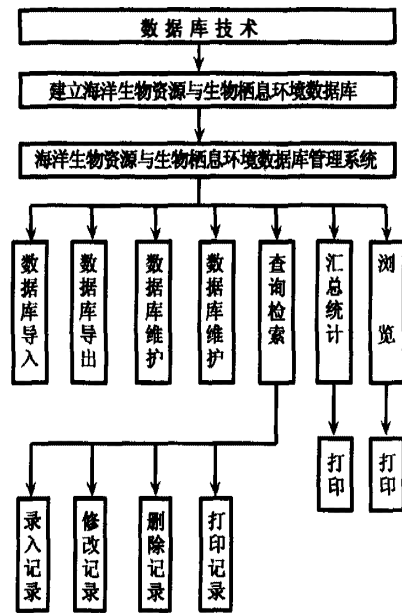 数据库技术
建立海洋生物资源与生物栖息环境数据库
海洋生物资源与生物栖息环境数据库管理系统
数据库导入
数据库导出
数据库维护
数据库维护
查询检索
汇总统计
浏览
打印
打印
录入记录
修改记录
删除记录
打印记录